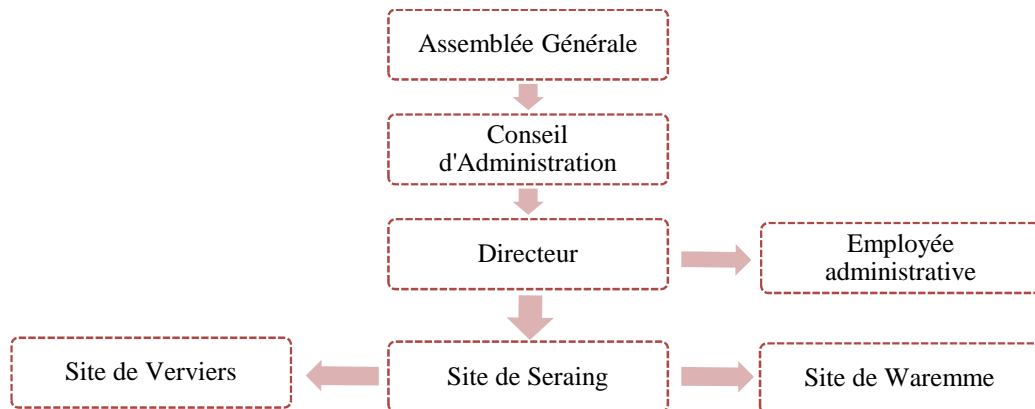 Assemblée Générale
Conseil
d'Administration
Directeur
Employée
administrative
Site de Verviers
Site de Seraing
Site de Waremme